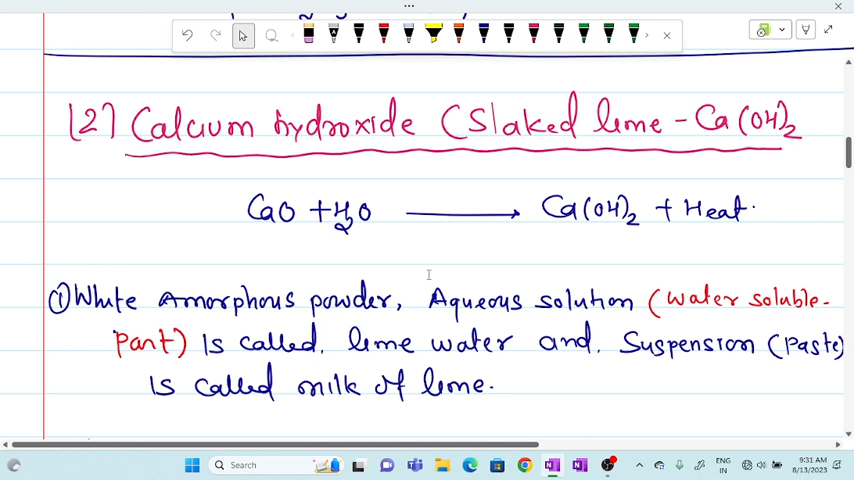 (2) Calcium hydroxide (Slaked lime - Ca(OH)2
CaO + H2O ⟶ Ca(OH)2 + Heat.
① White Amorphous powder, Aqueous solution (water soluble-
part) is called. lime water and. Suspension (Paste)
is called milk of lime.
Search
ENG
IN
9:31 AM
8/13/2023